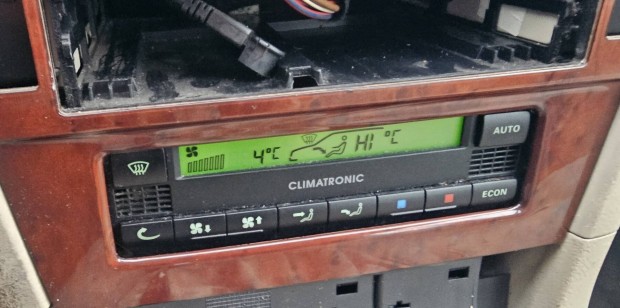 4°C HI °C
AUTO
CLIMATRONIC
ECON